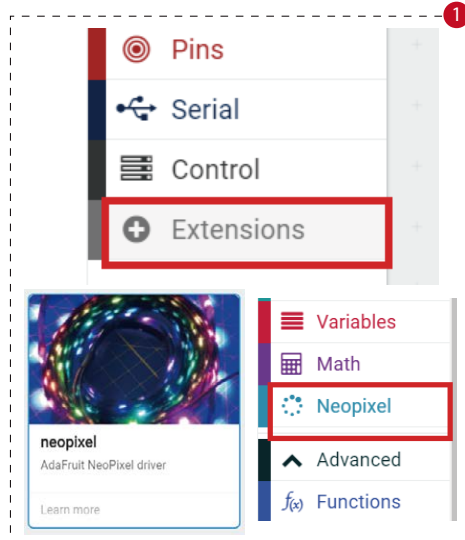 1
Pins
Serial
Control
Extensions
neopixel
AdaFruit NeoPixel driver
Learn more
Variables
Math
Neopixel
Advanced
f(x) Functions